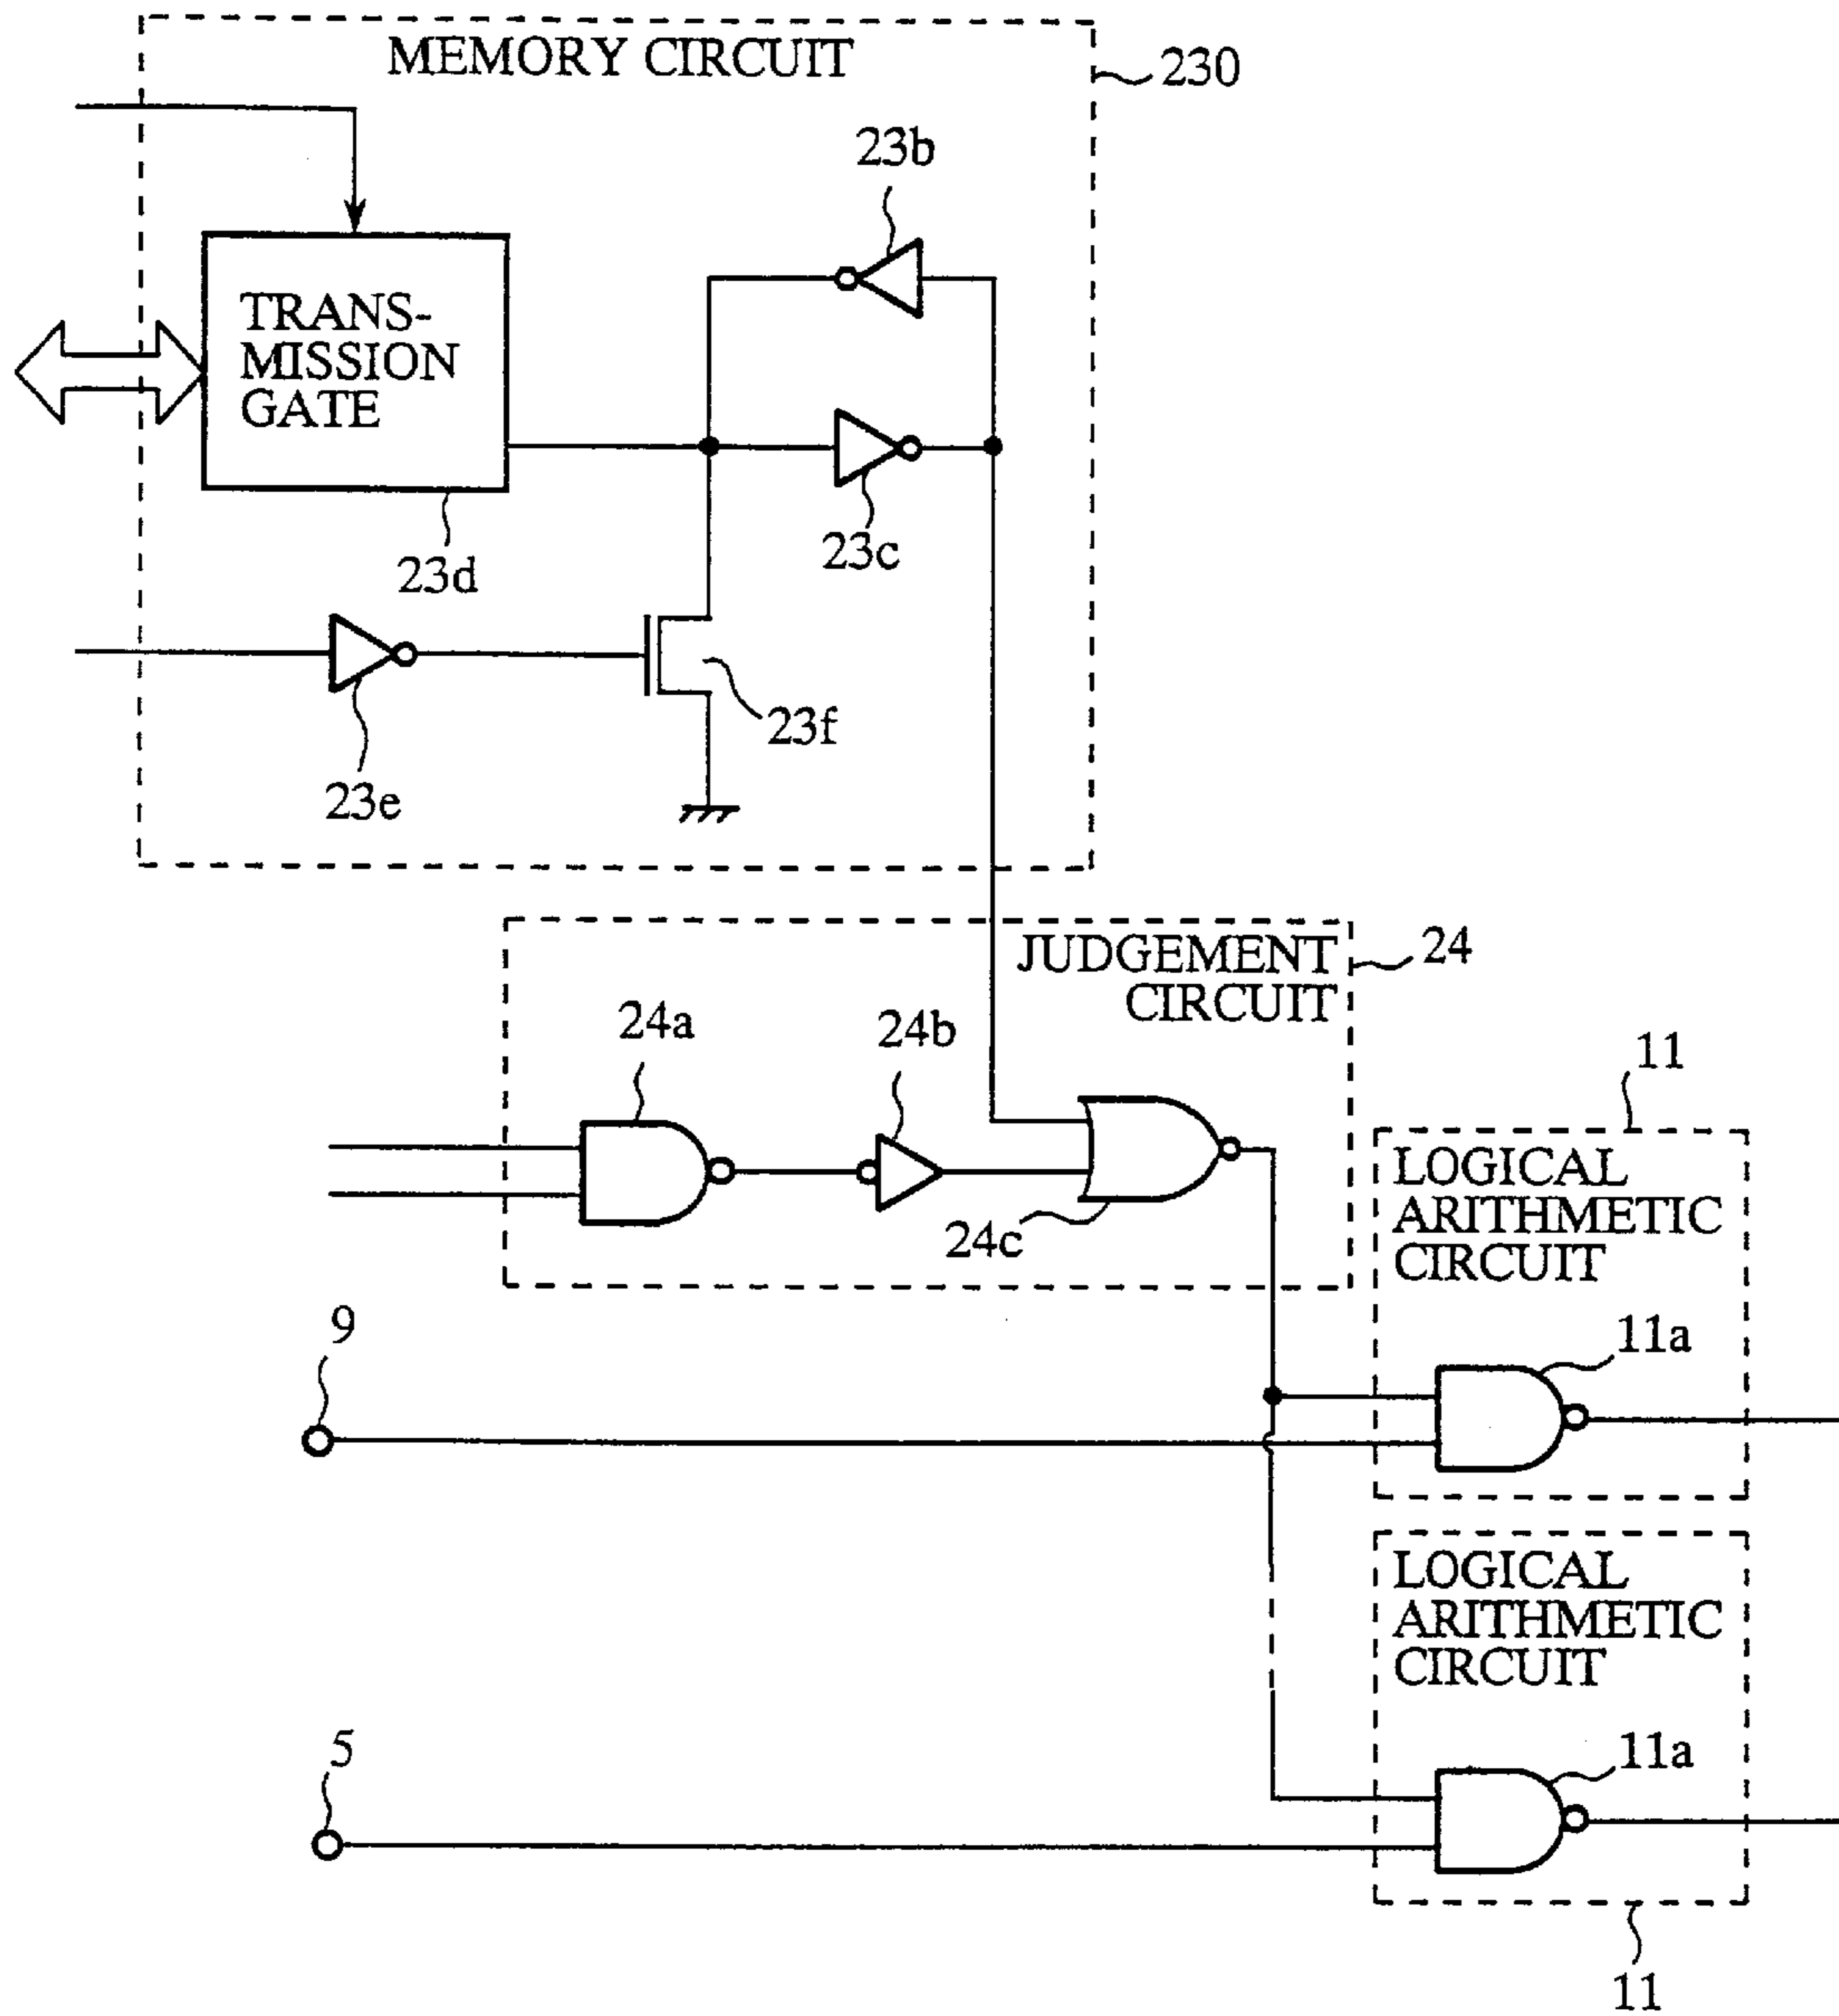 MEMORY CIRCUIT
230
23b
TRANS-
MISSION
GATE
23c
23d
23f
23e
JUDGEMENT
CIRCUIT
24
24a
24b
24c
11
LOGICAL
ARITHMETIC
CIRCUIT
9
11a
LOGICAL
ARITHMETIC
CIRCUIT
5
11a
11